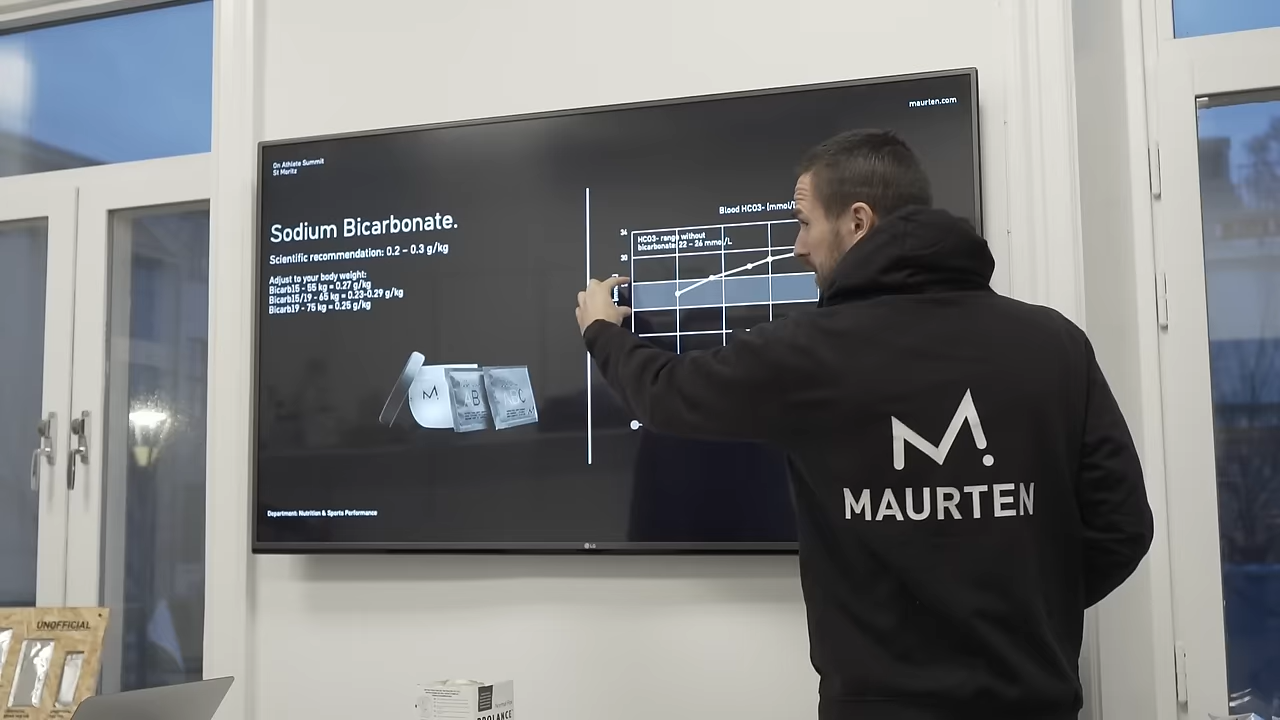 maurten.com
On Athlete Summit
St Moritz
Sodium Bicarbonate.
Scientific recommendation: 0.2 – 0.3 g/kg
Adjust to your body weight:
Bicarb15 - 55 kg = 0.27 g/kg
Bicarb15/19 - 65 kg = 0.23-0.29 g/kg
Bicarb19 - 75 kg = 0.25 g/kg
Blood HCO3- (mmol/
34
HCO3- range without
bicarbonate: 22 – 26 mmo /L
30
M
B
C
Department: Nutrition & Sports Performance
LG
M.
MAURTEN
UNOFFICIAL